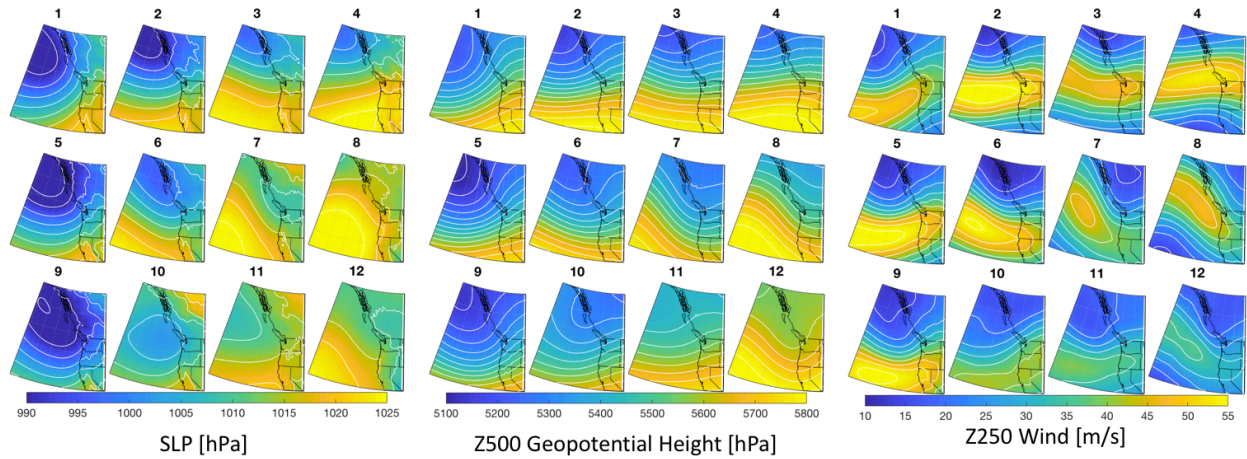 1 2 3 4 1 2 3 4 1 2 3 4
5 6 7 8 5 6 7 8 5 6 7 8
9 10 11 12 9 10 11 12 9 10 11 12
990 995 1000 1005 1010 1015 1020 1025 5100 5200 5300 5400 5500 5600 5700 5800 10 15 20 25 30 35 40 45 50 55
SLP [hPa] Z500 Geopotential Height [hPa] Z250 Wind [m/s]